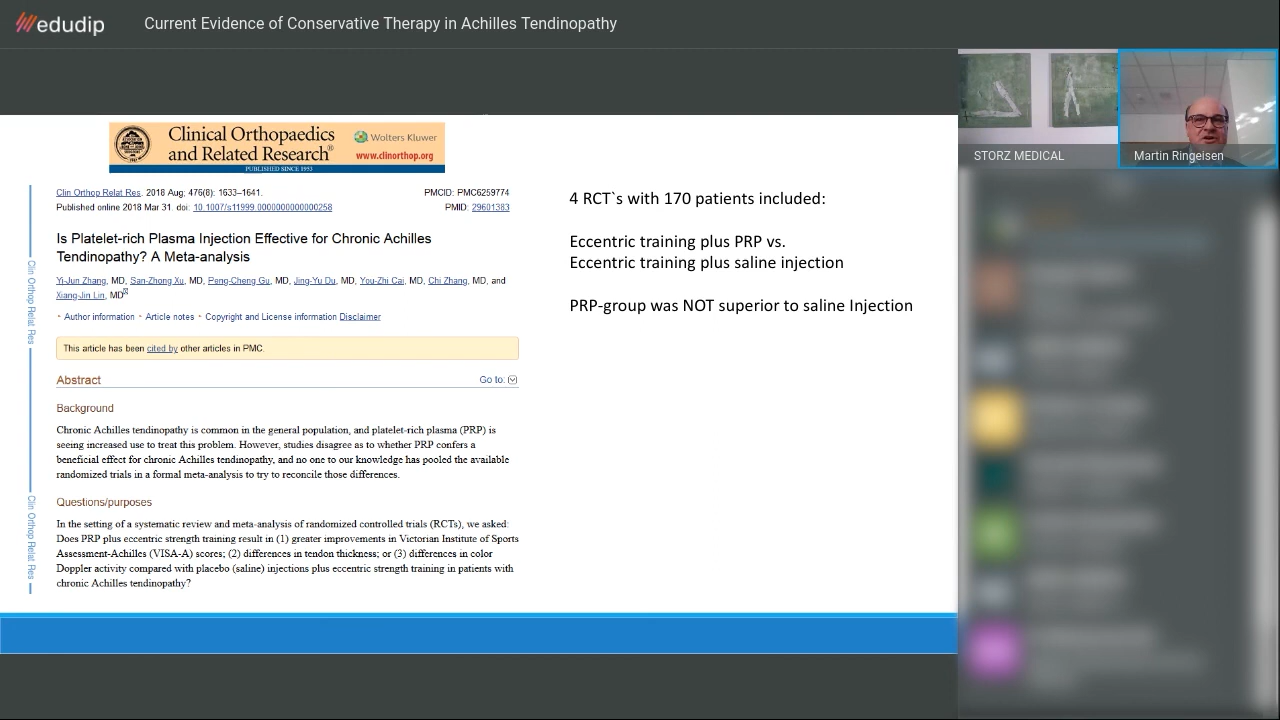 edudip
Current Evidence of Conservative Therapy in Achilles Tendinopathy
Clinical Orthopaedics
and Related Research®
Wolters Kluwer
www.clinorthop.org
PUBLISHED SINCE 1953
Clin Orthop Relat Res. 2018 Aug; 476(8): 1633–1641.
PMCID: PMC6259774
Published online 2018 Mar 31. doi: 10.1007/s11999.0000000000000258
PMID: 29601383
Is Platelet-rich Plasma Injection Effective for Chronic Achilles
Tendinopathy? A Meta-analysis
Yi-Jun Zhang, MD, San-Zhong Xu, MD, Peng-Cheng Gu, MD, Jing-Yu Du, MD, You-Zhi Cai, MD, Chi Zhang, MD, and
Xiang-Jin Lin, MD
Author information Article notes Copyright and License information Disclaimer
This article has been cited by other articles in PMC.
Abstract
Go to:
Background
Chronic Achilles tendinopathy is common in the general population, and platelet-rich plasma (PRP) is
seeing increased use to treat this problem. However, studies disagree as to whether PRP confers a
beneficial effect for chronic Achilles tendinopathy, and no one to our knowledge has pooled the available
randomized trials in a formal meta-analysis to try to reconcile those differences.
Questions/purposes
In the setting of a systematic review and meta-analysis of randomized controlled trials (RCTs), we asked:
Does PRP plus eccentric strength training result in (1) greater improvements in Victorian Institute of Sports
Assessment-Achilles (VISA-A) scores; (2) differences in tendon thickness; or (3) differences in color
Doppler activity compared with placebo (saline) injections plus eccentric strength training in patients with
chronic Achilles tendinopathy?
Clin Orthop Relat Res
Clin Orthop Relat Res
4 RCT`s with 170 patients included:
Eccentric training plus PRP vs.
Eccentric training plus saline injection
PRP-group was NOT superior to saline Injection
STORZ MEDICAL
Martin Ringeisen